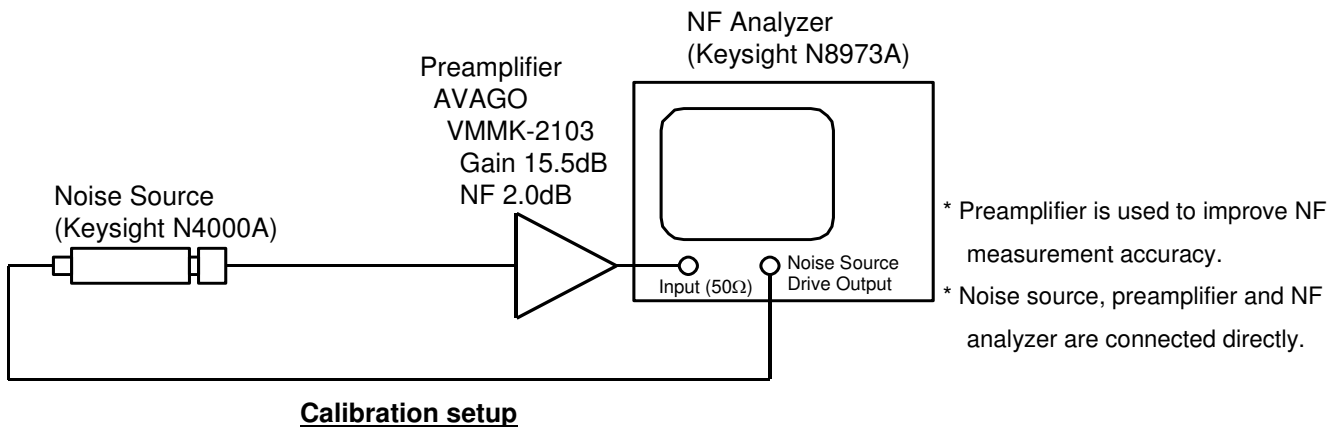 NF Analyzer
(Keysight N8973A)
Preamplifier
AVAGO
VMMK-2103
Gain 15.5dB
NF 2.0dB
Noise Source
(Keysight N4000A)
Input (50Ω)
Noise Source
Drive Output
* Preamplifier is used to improve NF
measurement accuracy.
* Noise source, preamplifier and NF
analyzer are connected directly.
Calibration setup